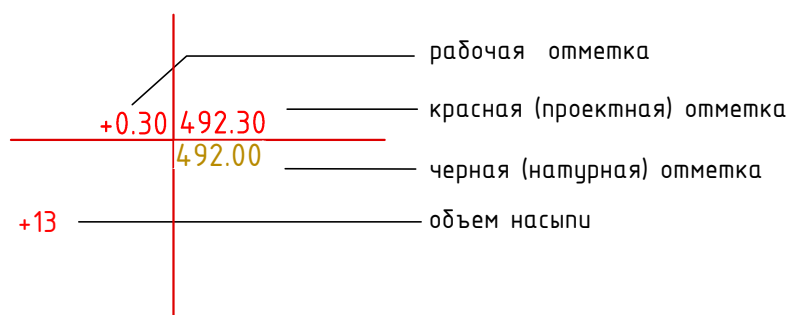 рабочая отметка
+0.30 492.30
красная (проектная) отметка
492.00
черная (натурная) отметка
+13
объем насыпи